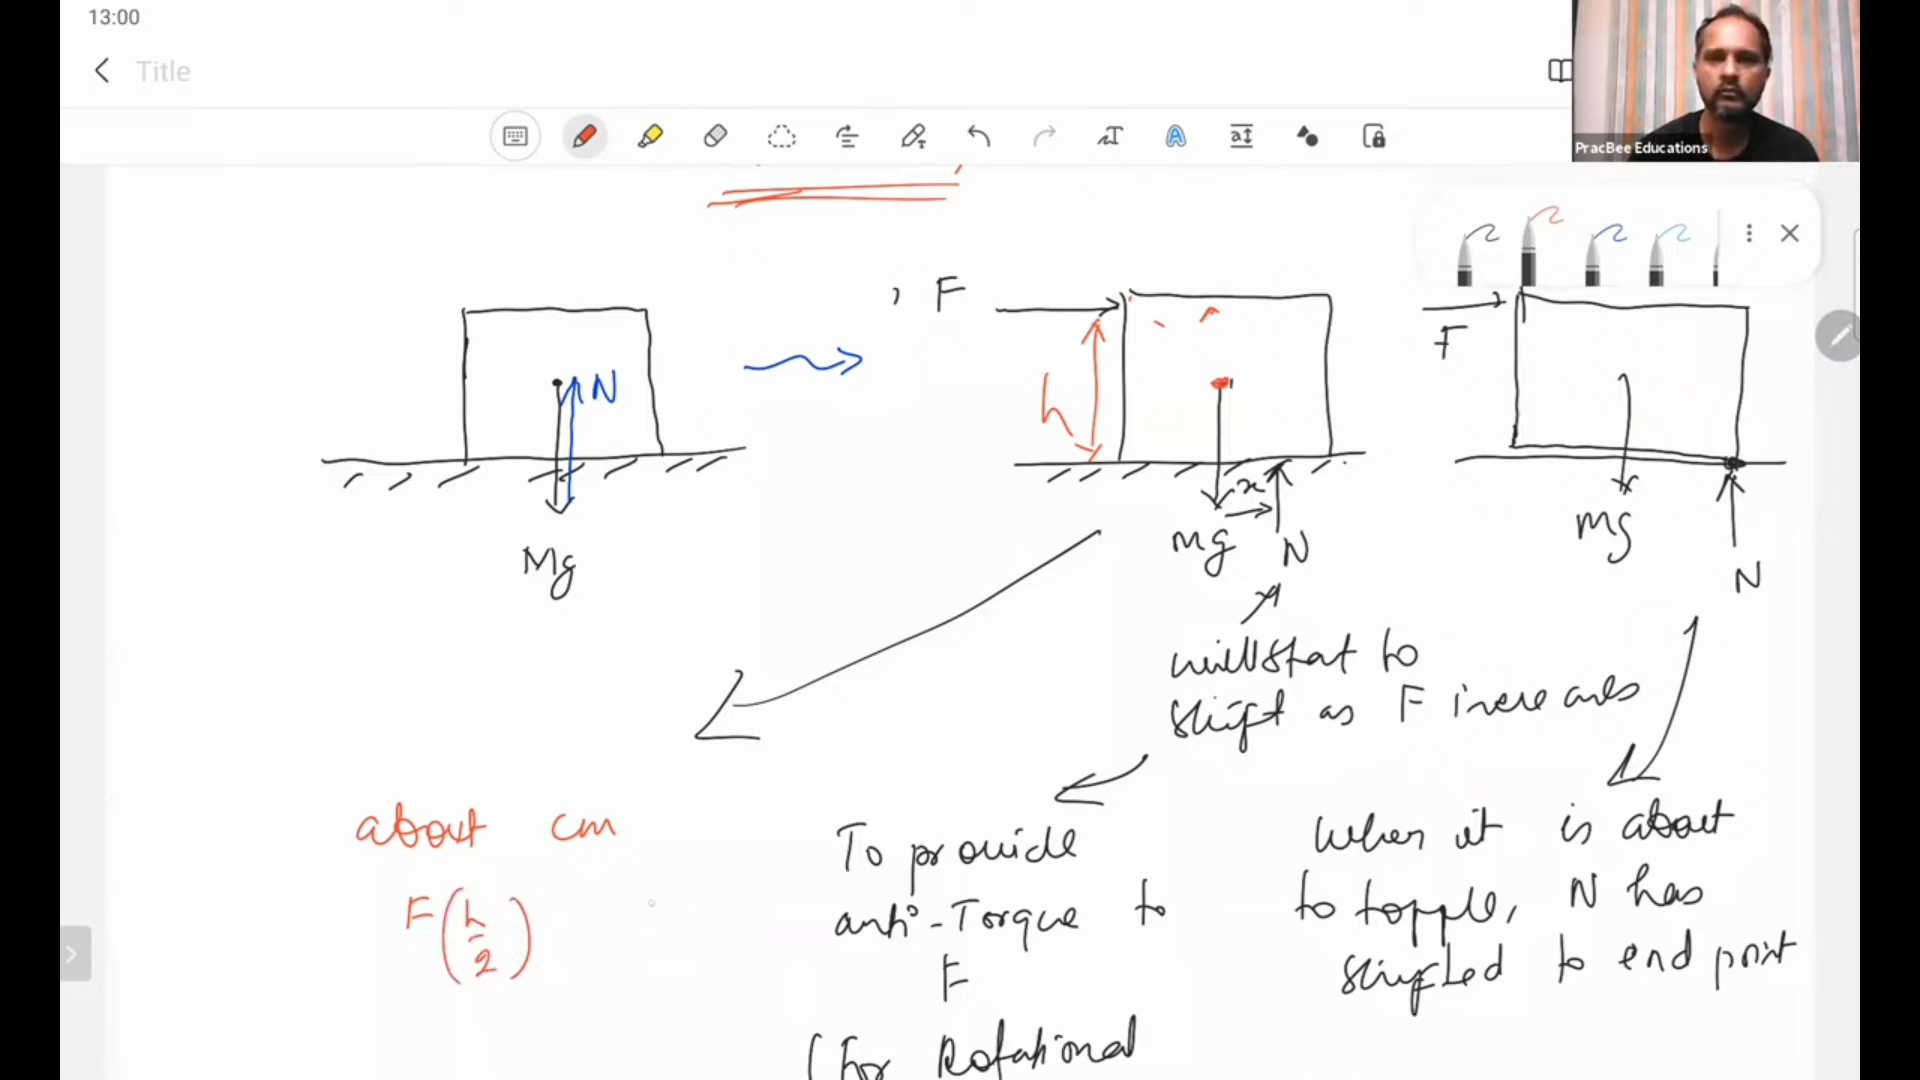 13:00
Title
PracBee Educations
F
h
N
Mg
x
mg
N
F
mg
N
will stat to
shift as F increases
about cm
F(h/2)
To provide
anti-Torque to
F
(For Rotational
When it is about
to topple, N has
shifted to end point